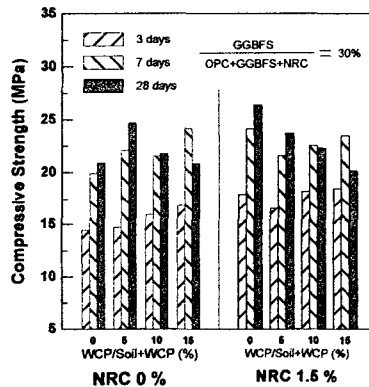 Compressive Strength (MPa)
35
30
25
20
15
10
5
3 days
7 days
28 days
GGBFS
OPC+GGBFS+NRC
= 30%
0 5 10 15 0 5 10 15
WCP/Soil+WCP (%) WCP/Soil+WCP (%)
NRC 0 % NRC 1.5 %